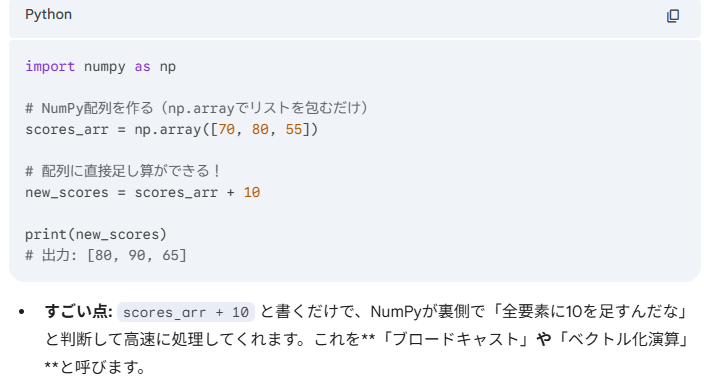 Python
import numpy as np
# NumPy配列を作る（np.arrayでリストを包むだけ）
scores_arr = np.array([70, 80, 55])
# 配列に直接足し算ができる！
new_scores = scores_arr + 10
print(new_scores)
# 出力: [80, 90, 65]
• すごい点: scores_arr + 10 と書くだけで、NumPyが裏側で「全要素に10を足すんだな」
と判断して高速に処理してくれます。これを**「ブロードキャスト」や「ベクトル化演算」
**と呼びます。